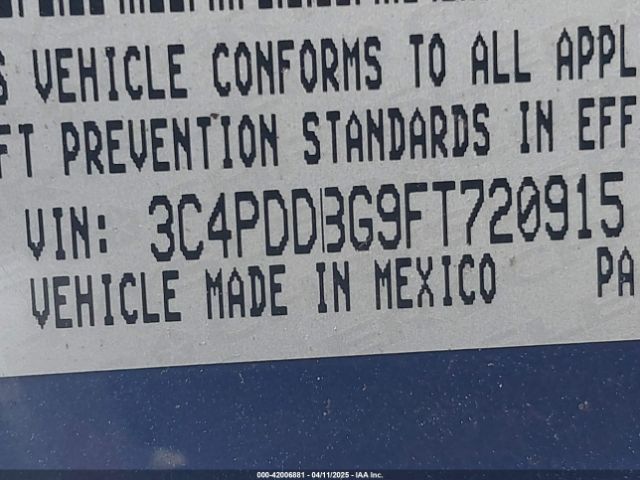 S VEHICLE CONFORMS TO ALL APPL
FT PREVENTION STANDARDS IN EFF
VIN: 3C4PDDBG9FT720915
VEHICLE MADE IN MEXICO PA
000-42006881 - 04/11/2025 - IAA Inc.